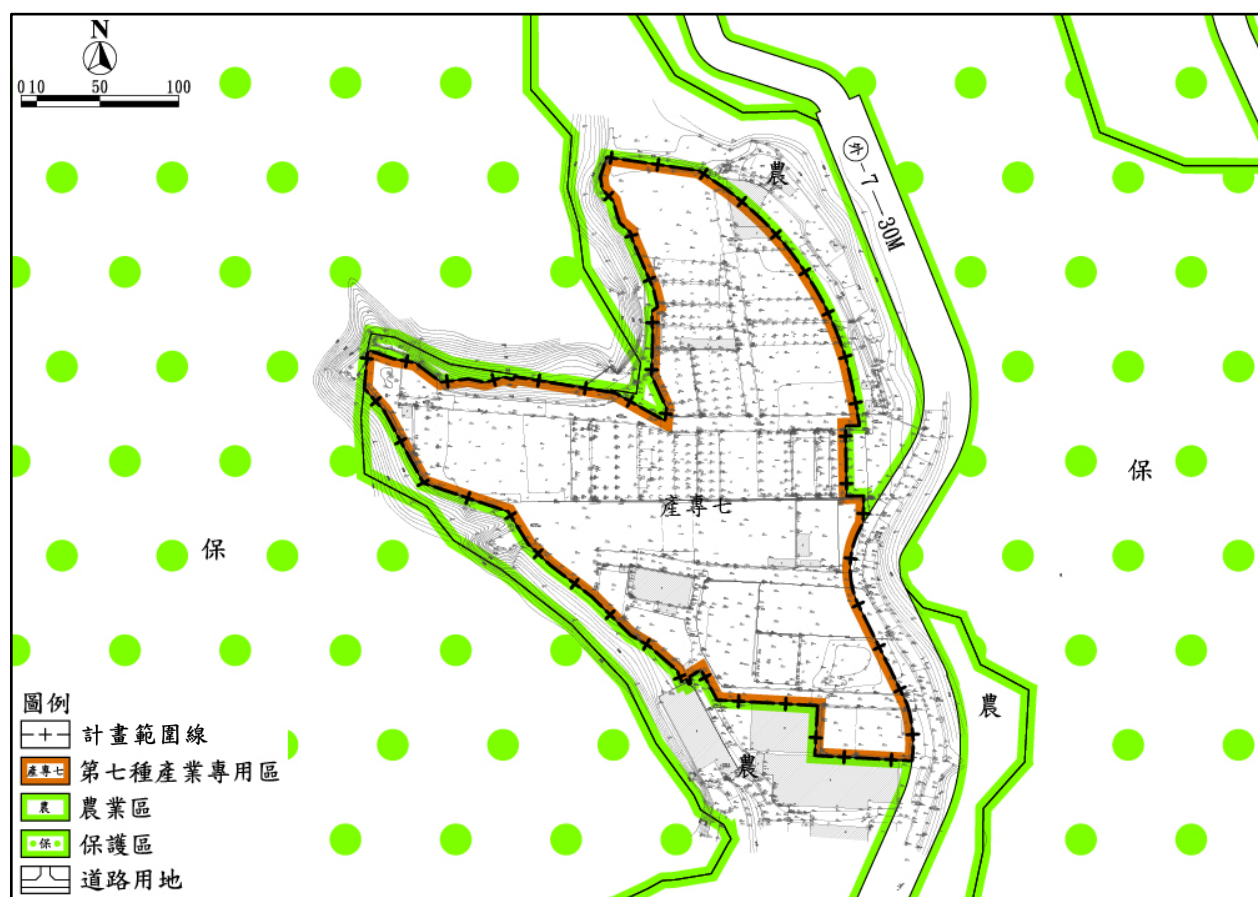 N
0 10 50 100
農
外-7-30M
保
產專七
保
農
農
圖例
計畫範圍線
產專七 第七種產業專用區
農 農業區
保 保護區
道路用地